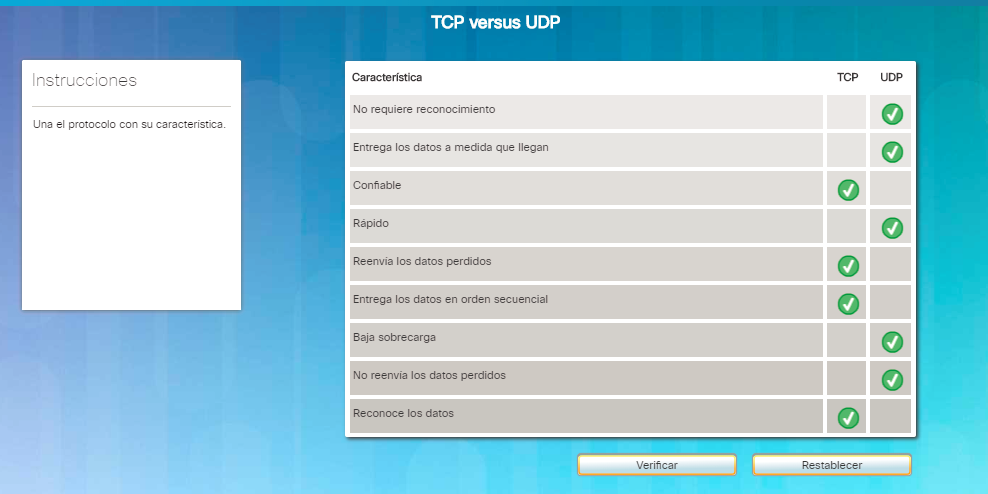 TCP versus UDP
Instrucciones
Una el protocolo con su característica.
Característica TCP UDP
No requiere reconocimiento
Entrega los datos a medida que llegan
Confiable
Rápido
Reenvía los datos perdidos
Entrega los datos en orden secuencial
Baja sobrecarga
No reenvía los datos perdidos
Reconoce los datos
Verificar Restablecer